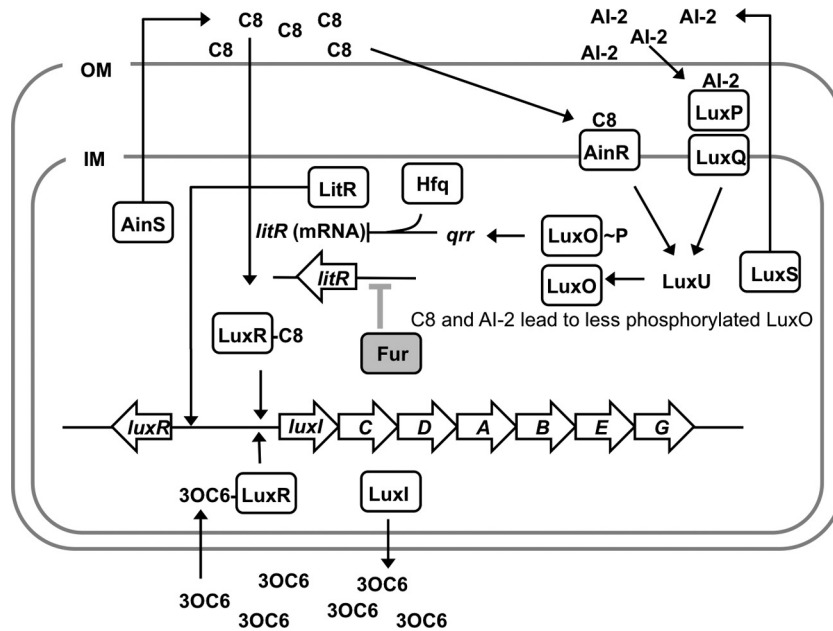 C8 C8 C8 C8 C8
AI-2 AI-2 AI-2 AI-2
OM
AI-2
LuxP
C8
IM
AinR
LuxQ
LitR
Hfq
AinS
litR (mRNA)
qrr
LuxO~P
litR
LuxO
LuxU
LuxS
C8 and AI-2 lead to less phosphorylated LuxO
LuxR-C8
Fur
luxR luxI C D A B E G
3OC6-LuxR
LuxI
3OC6 3OC6 3OC6
3OC6 3OC6 3OC6